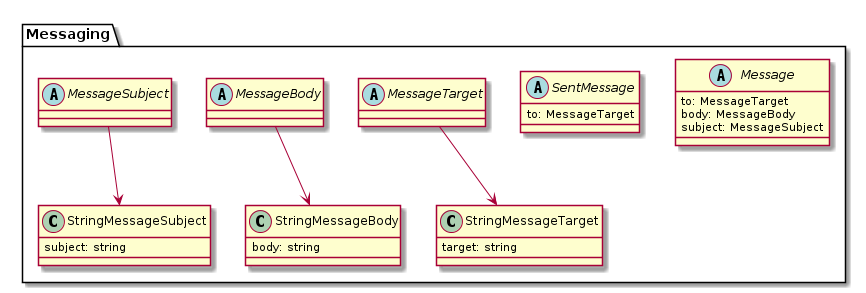 Messaging
A MessageSubject
A MessageBody
A MessageTarget
A SentMessage
to: MessageTarget
A Message
to: MessageTarget
body: MessageBody
subject: MessageSubject
C StringMessageSubject
subject: string
C StringMessageBody
body: string
C StringMessageTarget
target: string